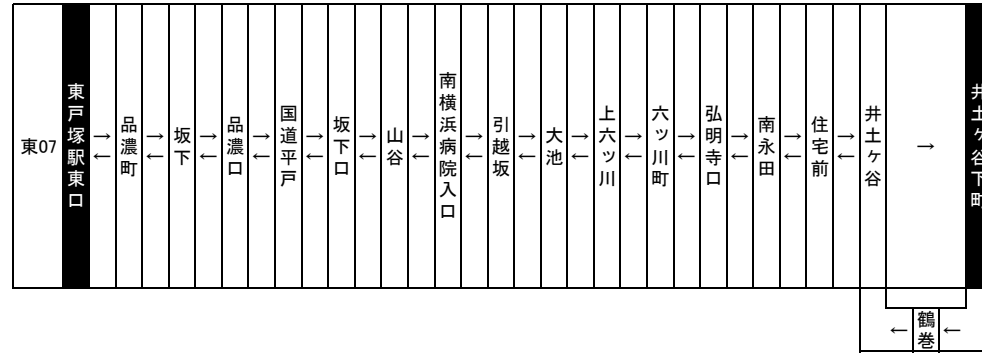 東07
東戸塚駅東口
→
←
品濃町
→
←
坂下
→
←
品濃口
→
←
国道平戸
→
←
坂下口
→
←
山谷
→
←
南横浜病院入口
→
←
引越坂
→
←
大池
→
←
上六ッ川
→
←
六ッ川町
→
←
弘明寺口
→
←
南永田
→
←
住宅前
→
←
井土ヶ谷
→
井土ヶ谷下町
←
鶴巻
←